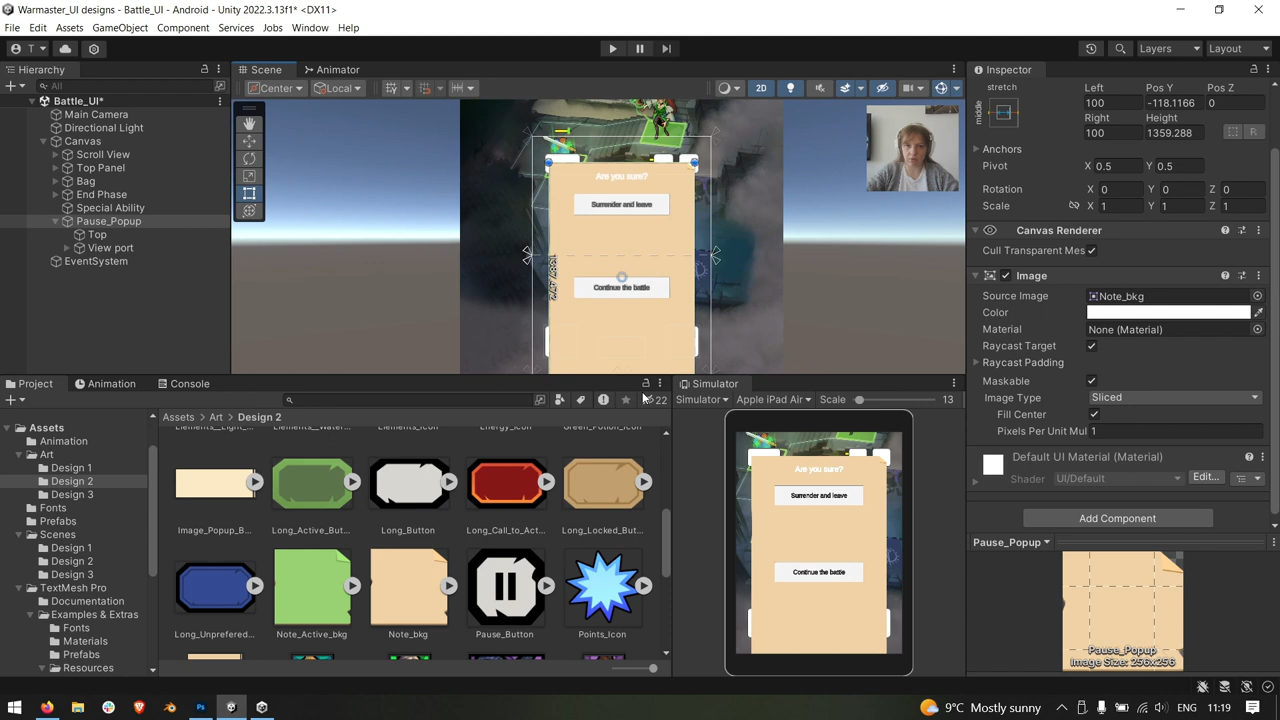 Warmaster_UI designs - Battle_UI - Android - Unity 2022.3.13f1* <DX11>
File Edit Assets GameObject Component Services Jobs Window Help
T Layers Layout
Hierarchy
All
Battle_UI*
Main Camera
Directional Light
Canvas
Scroll View
Top Panel
Bag
End Phase
Special Ability
Pause_Popup
Top
View port
EventSystem
Scene Animator
Center Local 2D
Are you sure?
Surrender and leave
Continue the battle
Inspector
stretch
middle
Left Pos Y Pos Z
100 -118.1166 0
Right Height
100 1359.288 R
Anchors
Pivot X 0.5 Y 0.5
Rotation X 0 Y 0 Z 0
Scale X 1 Y 1 Z 1
Canvas Renderer
Cull Transparent Mes
Image
Source Image Note_bkg
Color
Material None (Material)
Raycast Target
Raycast Padding
Maskable
Image Type Sliced
Fill Center
Pixels Per Unit Mul 1
Default UI Material (Material)
Shader UI/Default Edit...
Add Component
Pause_Popup
Pause_Popup
Image Size: 256x256
Project Animation Console
22
Assets
Animation
Art
Design 1
Design 2
Design 3
Fonts
Prefabs
Scenes
Design 1
Design 2
Design 3
TextMesh Pro
Documentation
Examples & Extras
Fonts
Materials
Prefabs
Resources
Assets Art Design 2
Image_Popup_B... Long_Active_But... Long_Button Long_Call_to_Act... Long_Locked_But...
Long_Unprefered... Note_Active_bkg Note_bkg Pause_Button Points_Icon
Simulator
Simulator Apple iPad Air Scale 13
Are you sure?
Surrender and leave
Continue the battle
9°C Mostly sunny ENG 11:19